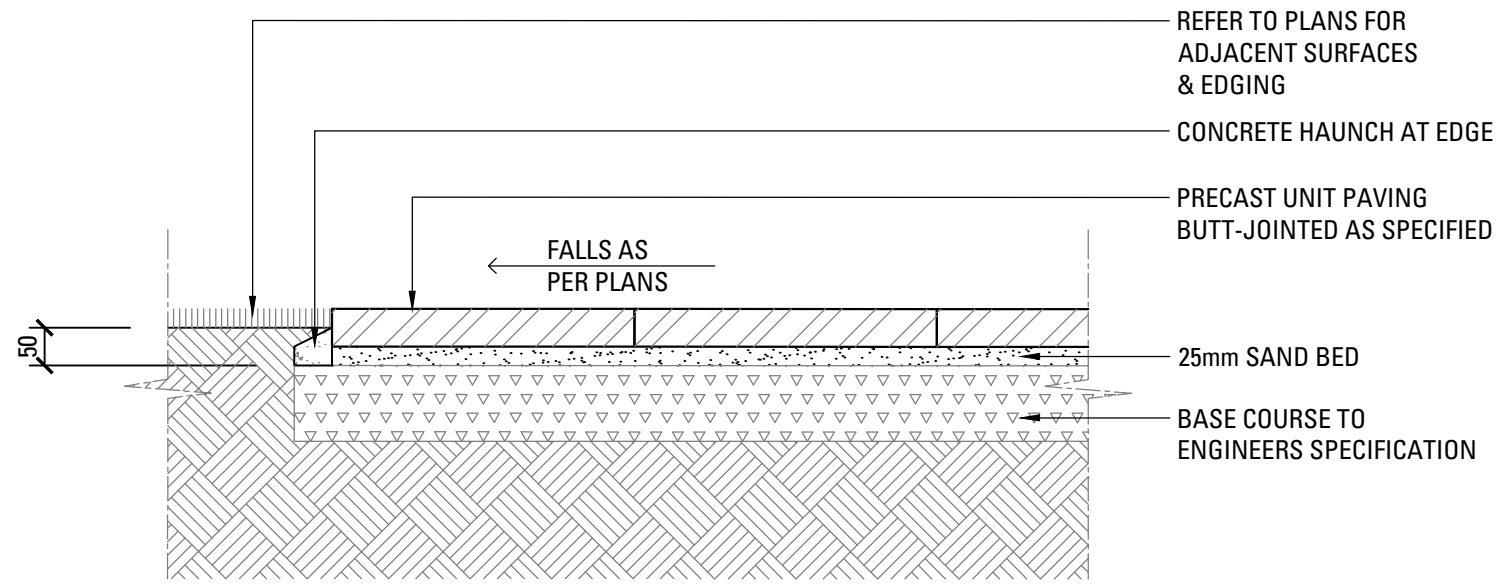 REFER TO PLANS FOR
ADJACENT SURFACES
& EDGING
CONCRETE HAUNCH AT EDGE
PRECAST UNIT PAVING
BUTT-JOINTED AS SPECIFIED
FALLS AS
PER PLANS
50
25mm SAND BED
BASE COURSE TO
ENGINEERS SPECIFICATION